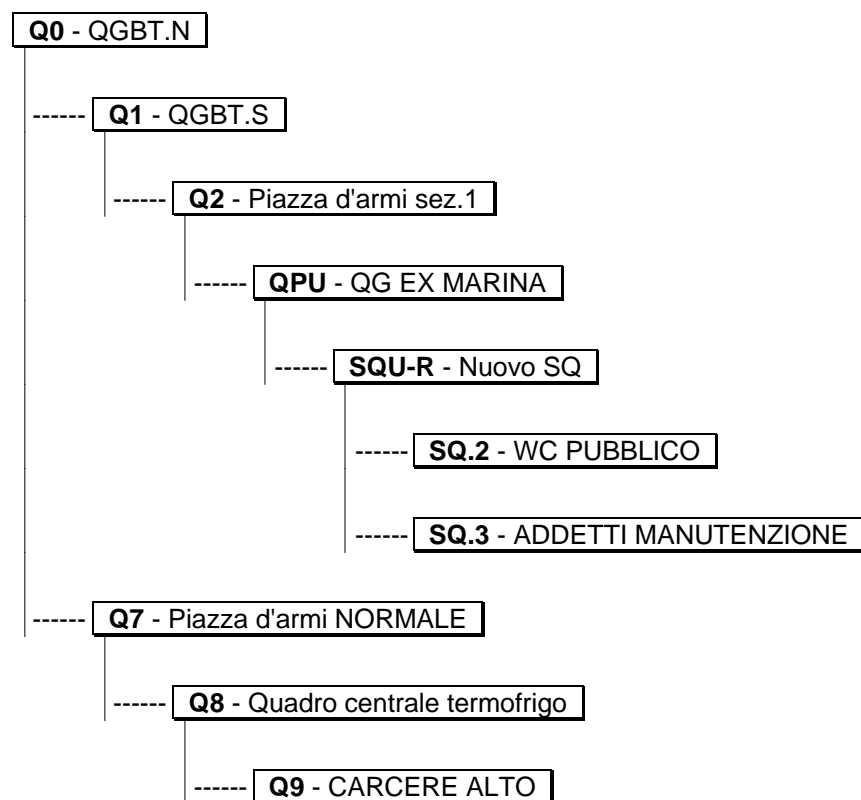 Q0 - QGBT.N
------ Q1 - QGBT.S
------ Q2 - Piazza d'armi sez.1
------ QPU - QG EX MARINA
------ SQU-R - Nuovo SQ
------ SQ.2 - WC PUBBLICO
------ SQ.3 - ADDETTI MANUTENZIONE
------ Q7 - Piazza d'armi NORMALE
------ Q8 - Quadro centrale termofrigo
------ Q9 - CARCERE ALTO